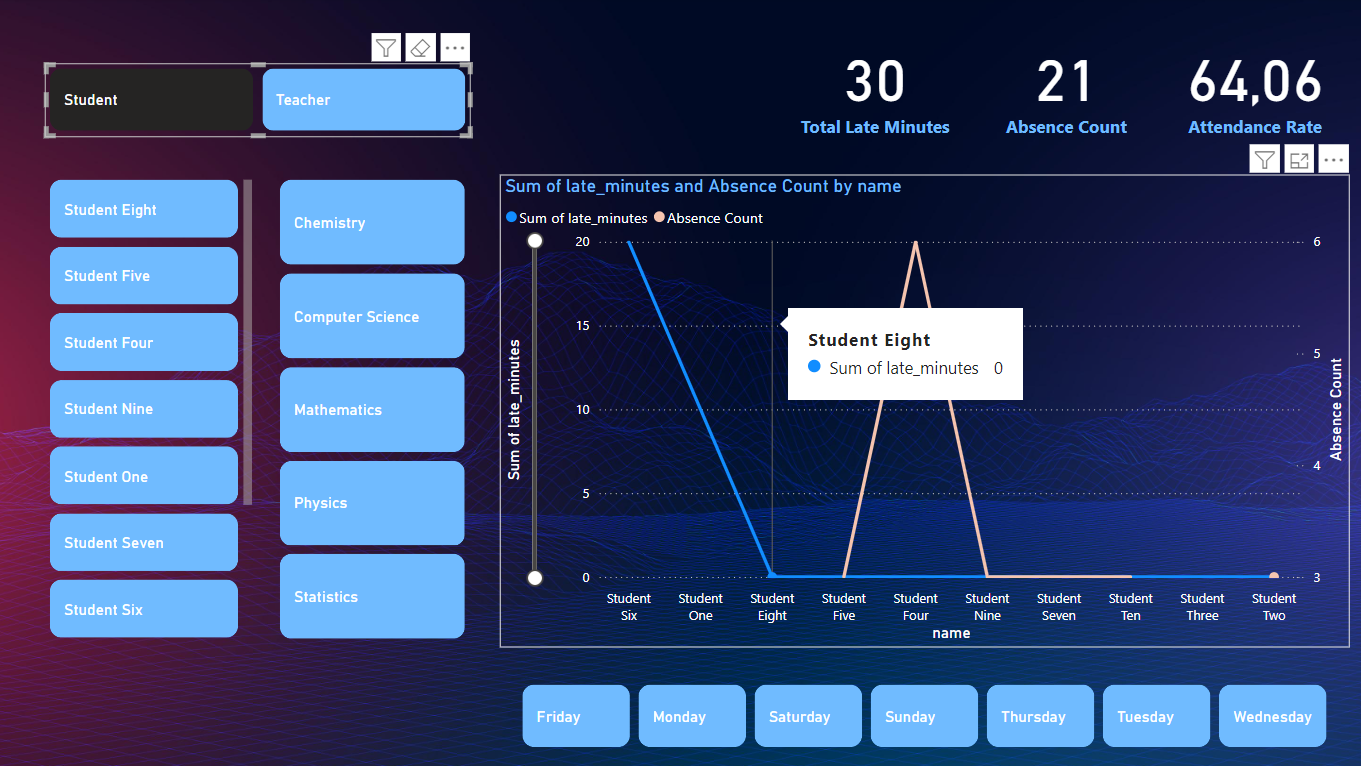 Student
Teacher
30
Total Late Minutes
21
Absence Count
64,06
Attendance Rate
Student Eight
Student Five
Student Four
Student Nine
Student One
Student Seven
Student Six
Chemistry
Computer Science
Mathematics
Physics
Statistics
Sum of late_minutes and Absence Count by name
Sum of late_minutes
Absence Count
Sum of late_minutes
20
15
10
5
0
Student Eight
Sum of late_minutes 0
6
5
4
3
Absence Count
Student
Six
Student
One
Student
Eight
Student
Five
Student
Four
Student
Nine
Student
Seven
Student
Ten
Student
Three
Student
Two
name
Friday
Monday
Saturday
Sunday
Thursday
Tuesday
Wednesday